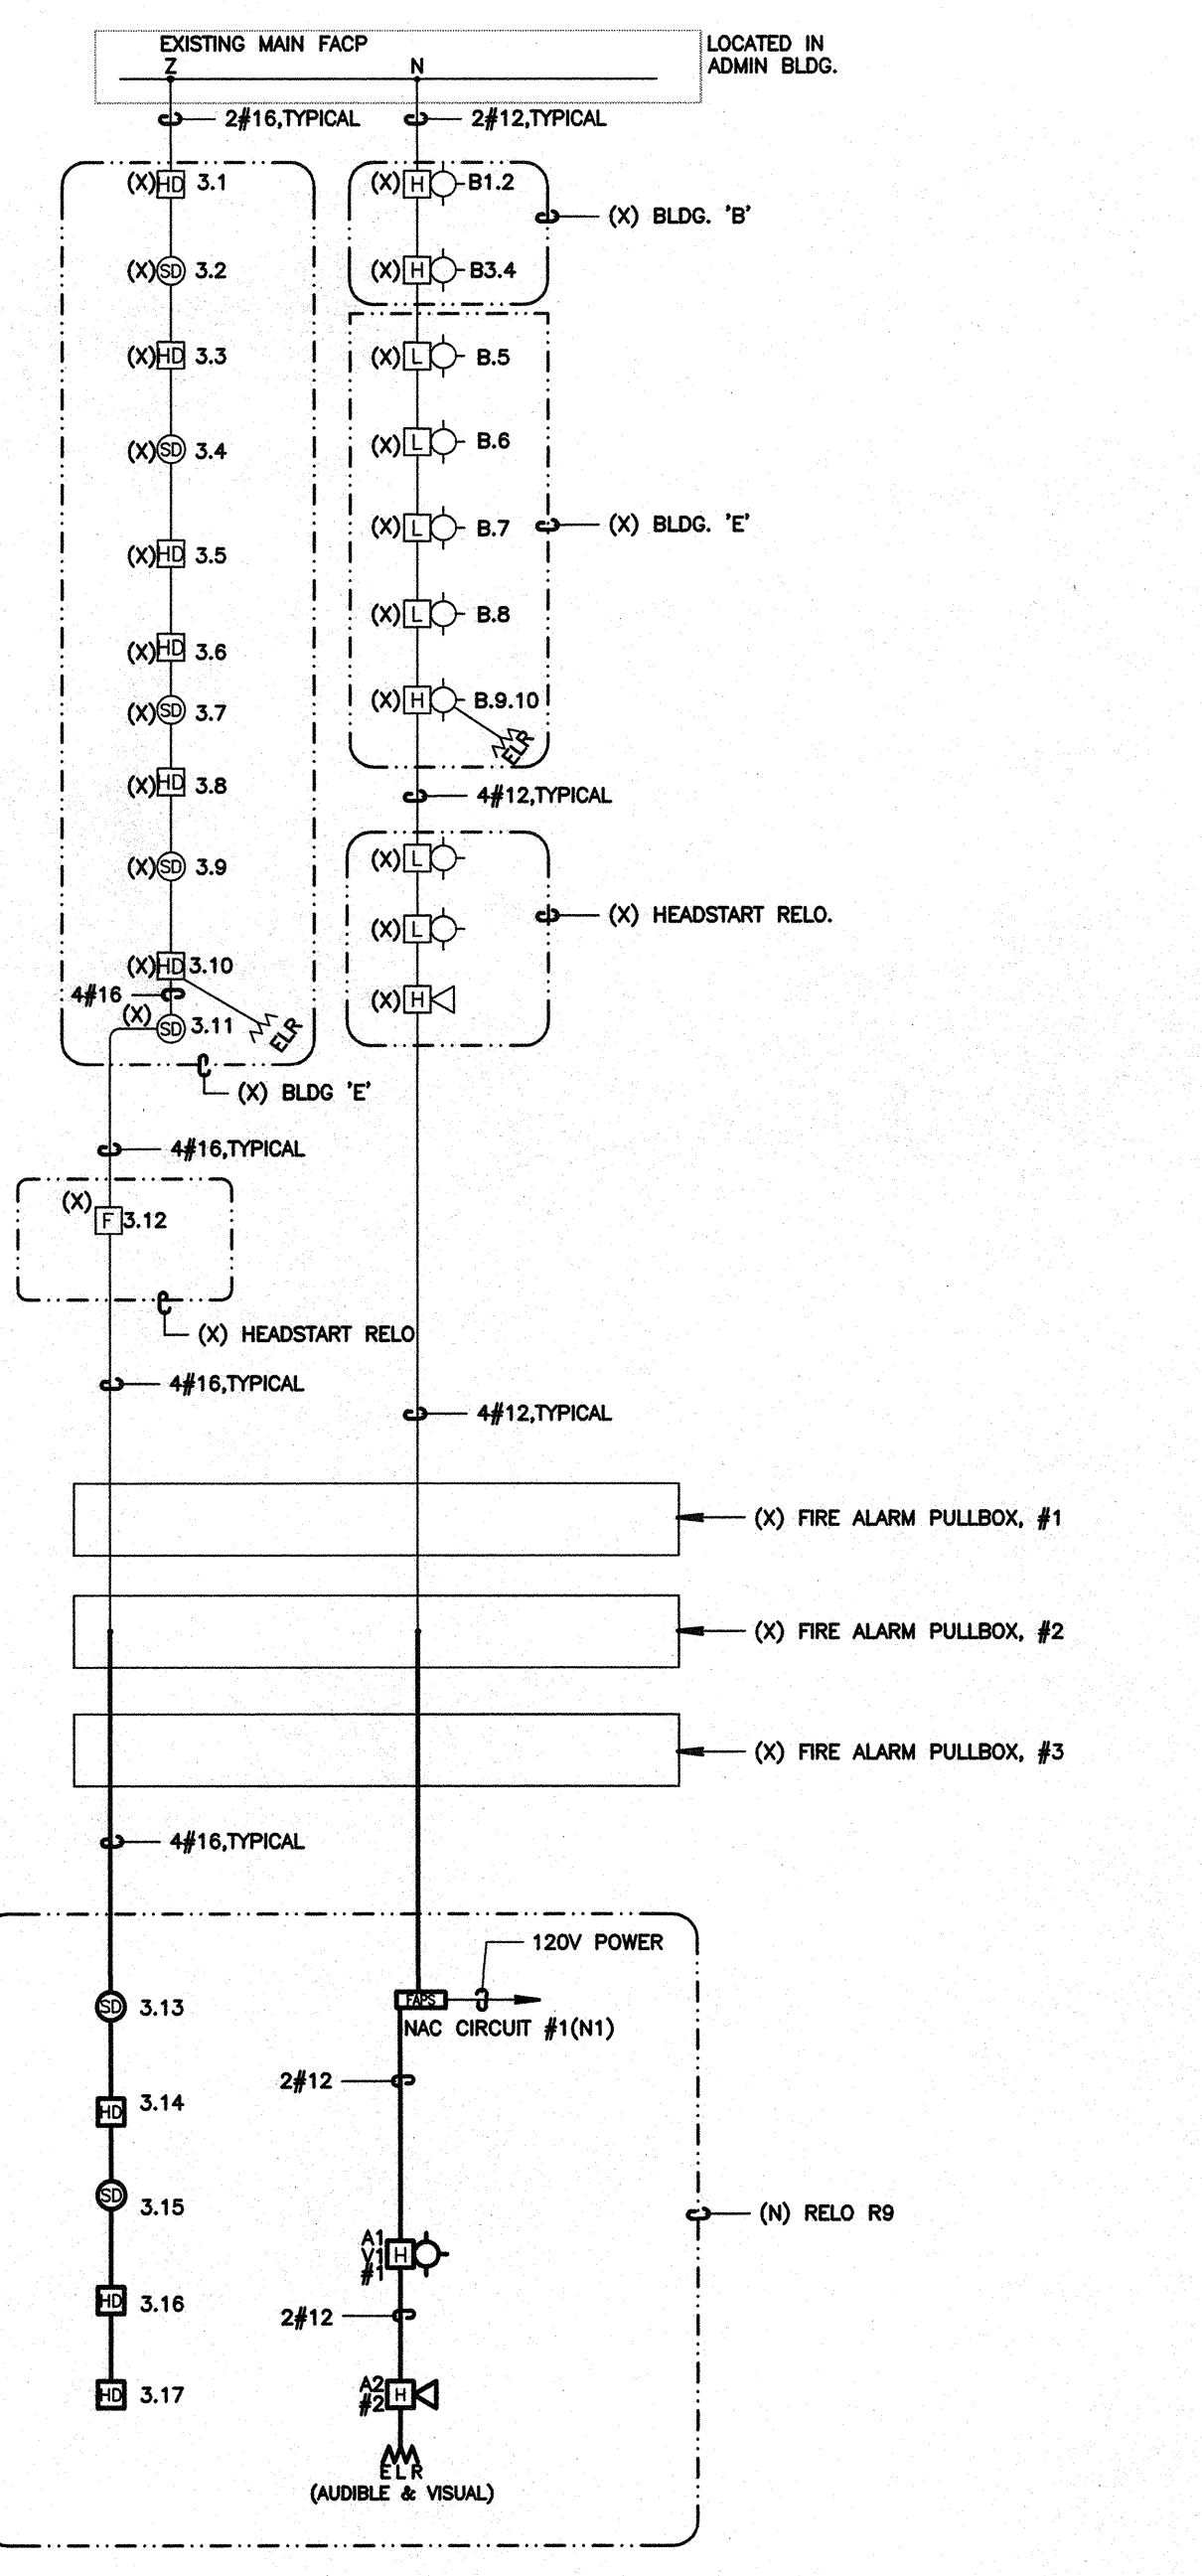 EXISTING MAIN FACP
LOCATED IN
ADMIN BLDG.
Z
N
2#16,TYPICAL
2#12,TYPICAL
(X) HD 3.1
(X) H B1.2
(X) BLDG. 'B'
(X) SD 3.2
(X) H B3.4
(X) HD 3.3
(X) L B.5
(X) SD 3.4
(X) L B.6
(X) HD 3.5
(X) L B.7
(X) BLDG. 'E'
(X) HD 3.6
(X) L B.8
(X) SD 3.7
(X) H B.9.10
ELR
(X) HD 3.8
4#12,TYPICAL
(X) SD 3.9
(X) L
(X) L
(X) HEADSTART RELO.
(X) HD 3.10
4#16
(X) H
(X) SD 3.11
ELR
(X) BLDG 'E'
4#16,TYPICAL
(X) F 3.12
(X) HEADSTART RELO
4#16,TYPICAL
4#12,TYPICAL
(X) FIRE ALARM PULLBOX, #1
(X) FIRE ALARM PULLBOX, #2
(X) FIRE ALARM PULLBOX, #3
4#16,TYPICAL
120V POWER
SD 3.13
FAPS
NAC CIRCUIT #1(N1)
2#12
HD 3.14
SD 3.15
(N) RELO R9
A1
V1
#1
H
HD 3.16
2#12
HD 3.17
A2
#2
H
ELR
(AUDIBLE & VISUAL)